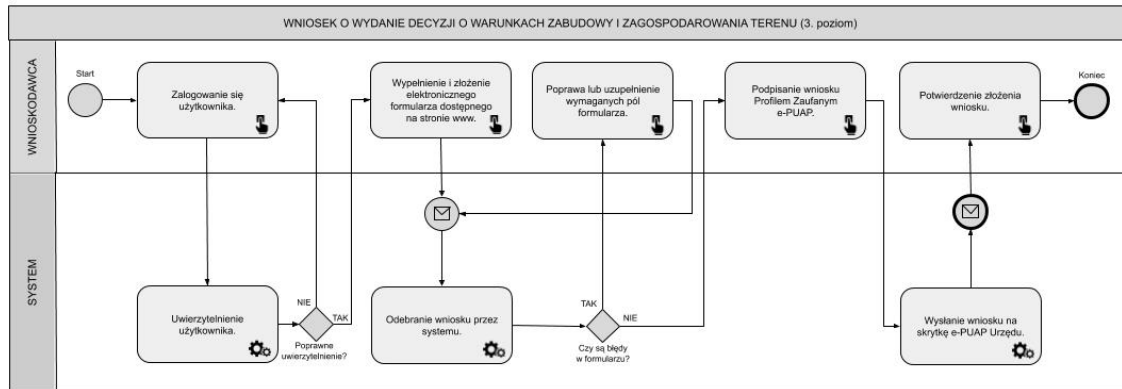 WNIOSEK O WYDANIE DECYZJI O WARUNKACH ZABUDOWY I ZAGOSPODAROWANIA TERENU (3. poziom)
WNIOSKODAWCA
Start
Zalogowanie się
użytkownika.
Wypełnienie i złożenie
elektronicznego
formularza dostępnego
na stronie www.
Poprawa lub uzupełnienie
wymaganych pól
formularza.
Podpisanie wniosku
Profilem Zaufanym
e-PUAP.
Potwierdzenie złożenia
wniosku.
Koniec
SYSTEM
Uwierzytelnienie
użytkownika.
NIE
TAK
Poprawne
uwierzytelnienie?
Odebranie wniosku przez
systemu.
TAK
NIE
Czy są błędy
w formularzu?
Wysłanie wniosku na
skrytkę e-PUAP Urzędu.